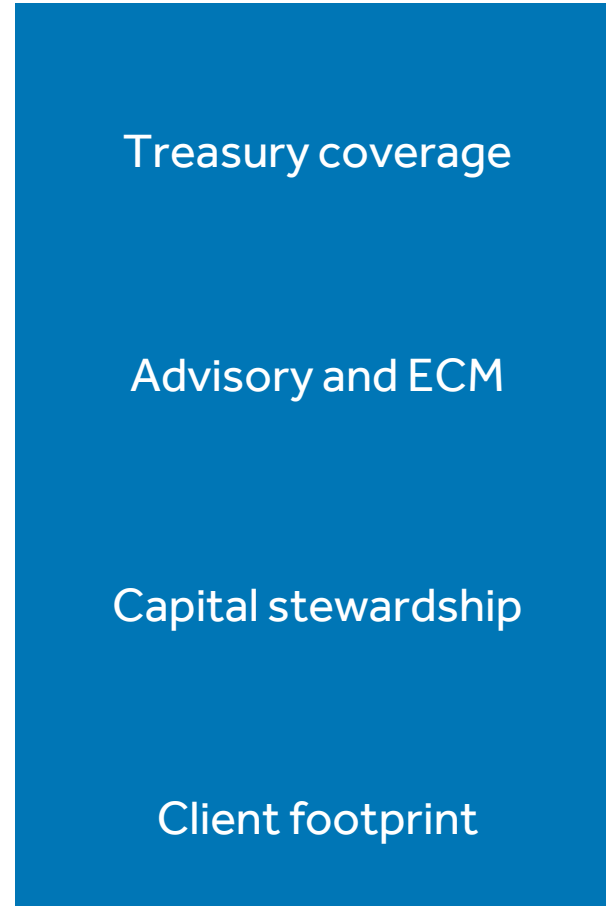 Treasury coverage
Advisory and ECM
Capital stewardship
Client footprint